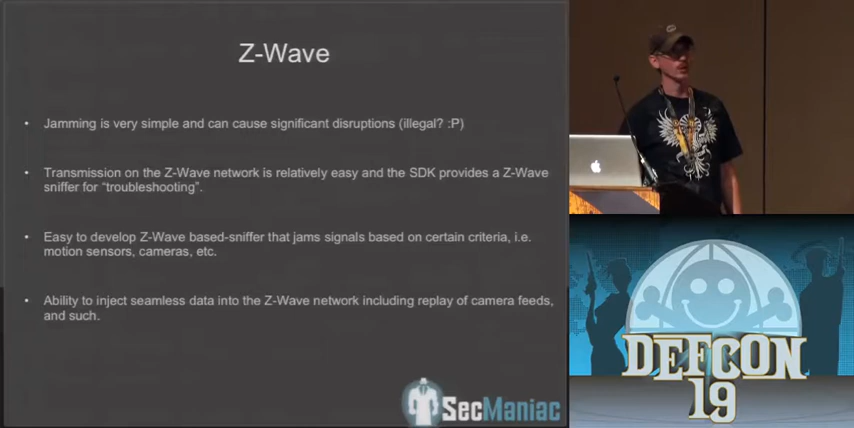 Z-Wave
• Jamming is very simple and can cause significant disruptions (illegal? :P)
• Transmission on the Z-Wave network is relatively easy and the SDK provides a Z-Wave
sniffer for “troubleshooting”.
• Easy to develop Z-Wave based-sniffer that jams signals based on certain criteria, i.e.
motion sensors, cameras, etc.
• Ability to inject seamless data into the Z-Wave network including replay of camera feeds,
and such.
SecManiac
DEFCON
19